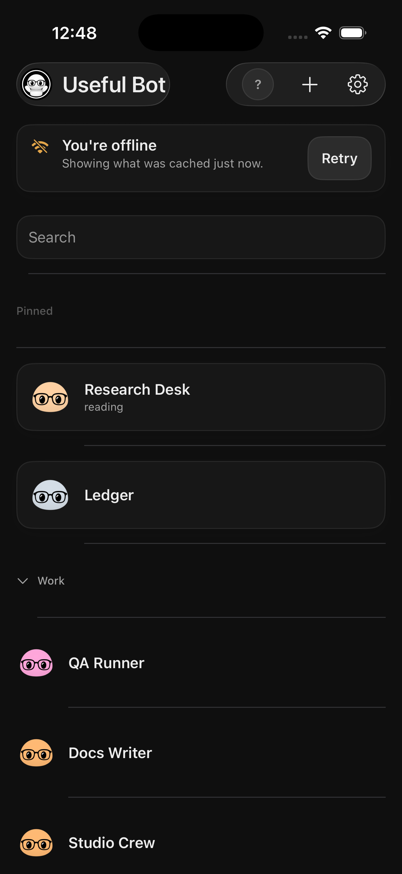 12:48
Useful Bot
?
You're offline
Showing what was cached just now.
Retry
Search
Pinned
Research Desk
reading
Ledger
Work
QA Runner
Docs Writer
Studio Crew